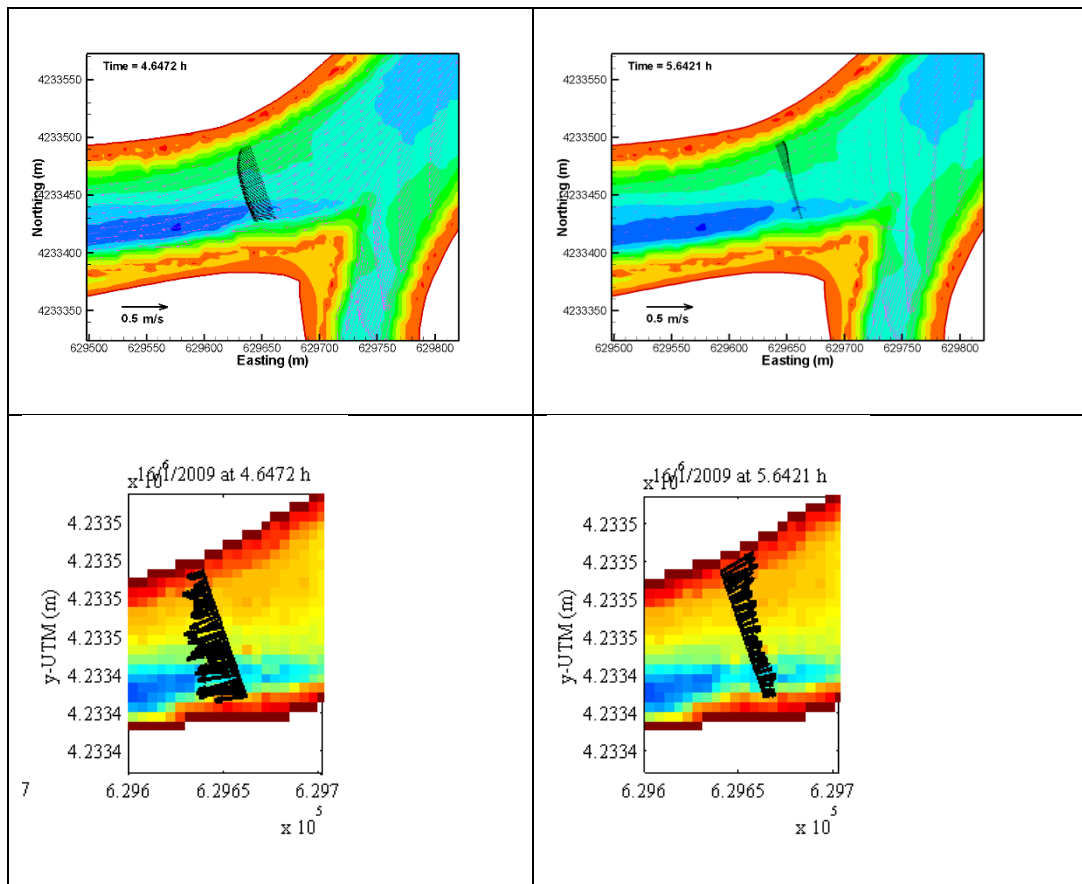 Time = 4.6472 h
4233550
4233500
4233450
4233400
4233350
Northing (m)
0.5 m/s
629500 629550 629600 629650 629700 629750 629800
Easting (m)
Time = 5.6421 h
4233550
4233500
4233450
4233400
4233350
Northing (m)
0.5 m/s
629500 629550 629600 629650 629700 629750 629800
Easting (m)
x 10 6
16/1/2009 at 4.6472 h
4.2335
4.2335
4.2335
4.2335
4.2334
4.2334
4.2334
y-UTM (m)
7
6.296 6.2965 6.297
x 10 5
x 10 6
16/1/2009 at 5.6421 h
4.2335
4.2335
4.2335
4.2335
4.2334
4.2334
4.2334
y-UTM (m)
6.296 6.2965 6.297
x 10 5